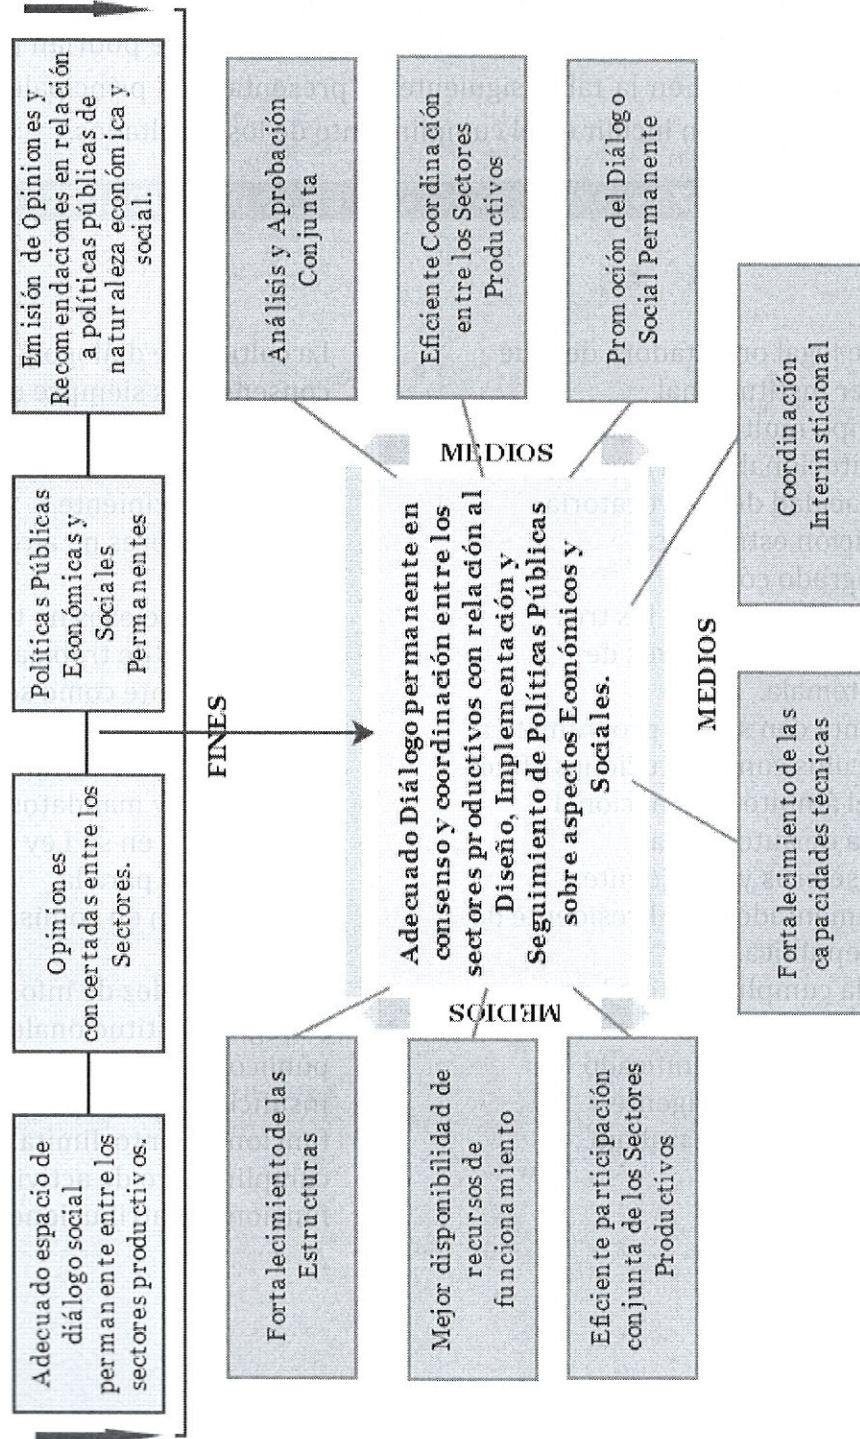 Adecuado espacio de
diálogo social
permanente entre los
sectores productivos.
Opiniones
concertadas entre los
Sectores.
Políticas Públicas
Económicas y
Sociales
Permanentes
Emisión de Opiniones y
Recomendaciones en relación
a políticas públicas de
naturaleza económica y
social.
FINES
Fortalecimiento de las
Estructuras
Mejor disponibilidad de
recursos de
funcionamiento
Eficiente participación
conjunta de los Sectores
Productivos
MEDIOS
Adecuado Diálogo permanente en
consenso y coordinación entre los
sectores productivos con relación al
Diseño, Implementación y
Seguimiento de Políticas Públicas
sobre aspectos Económicos y
Sociales.
MEDIOS
Análisis y Aprobación
Conjunta
Eficiente Coordinación
entre los Sectores
Productivos
Promoción del Diálogo
Social Permanente
MEDIOS
Fortalecimiento de las
capacidades tecnicas
Coordinación
Interinsticional